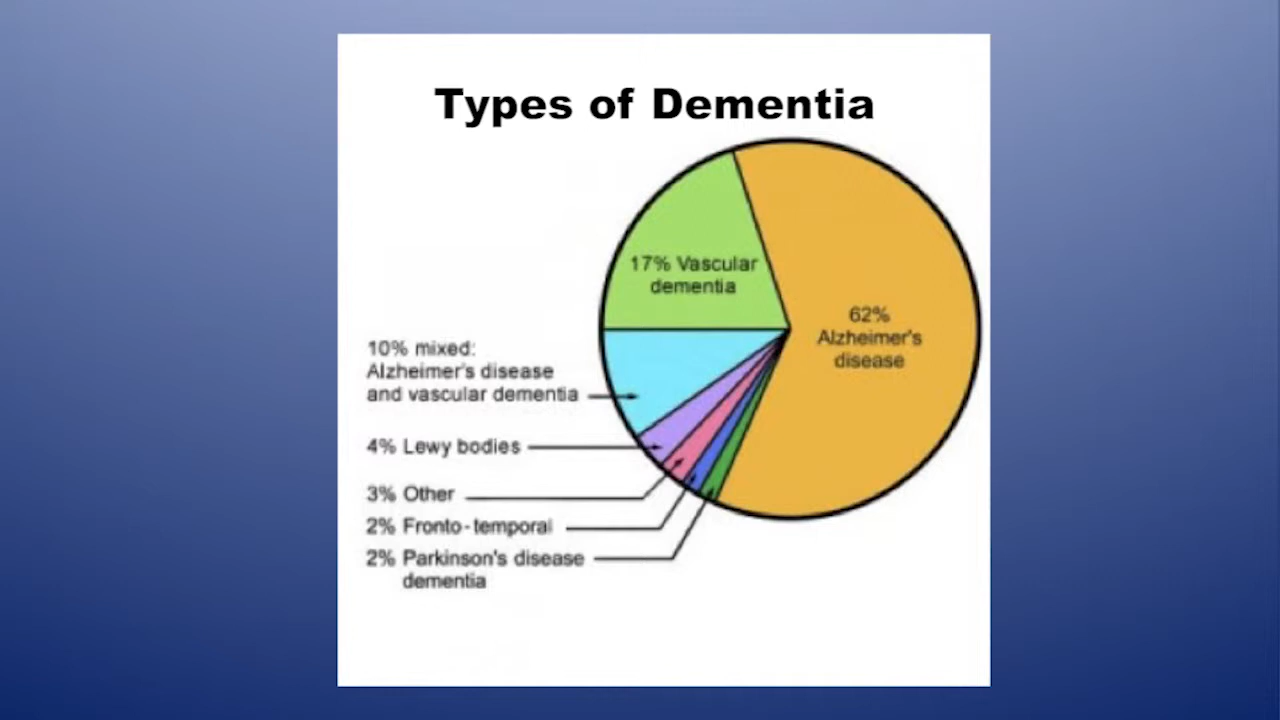 Types of Dementia
17% Vascular
dementia
62%
Alzheimer's
disease
10% mixed:
Alzheimer's disease
and vascular dementia
4% Lewy bodies
3% Other
2% Fronto-temporal
2% Parkinson's disease
dementia